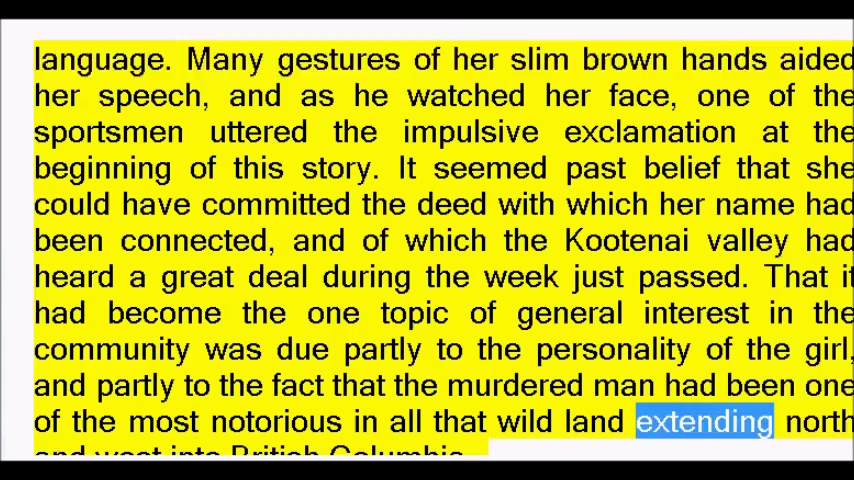 language. Many gestures of her slim brown hands aided
her speech, and as he watched her face, one of the
sportsmen uttered the impulsive exclamation at the
beginning of this story. It seemed past belief that she
could have committed the deed with which her name had
been connected, and of which the Kootenai valley had
heard a great deal during the week just passed. That it
had become the one topic of general interest in the
community was due partly to the personality of the girl,
and partly to the fact that the murdered man had been one
of the most notorious in all that wild land extending north
and west into British Columbia.